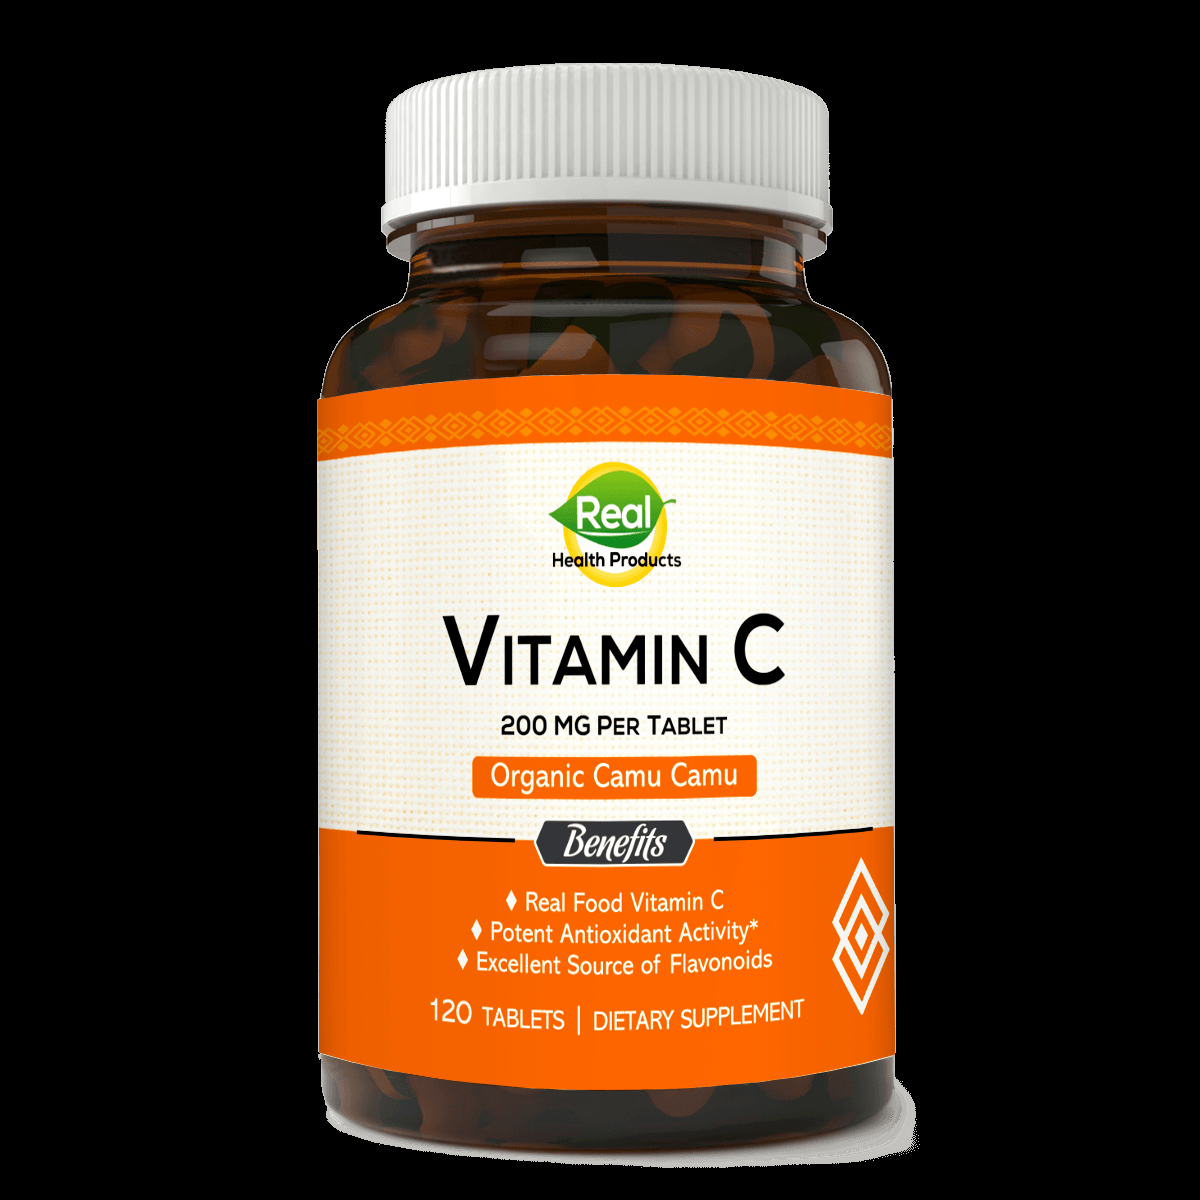 Real
Health Products
VITAMIN C
200 MG PER TABLET
Organic Camu Camu
Benefits
♦ Real Food Vitamin C
♦ Potent Antioxidant Activity*
♦ Excellent Source of Flavonoids
120 TABLETS | DIETARY SUPPLEMENT